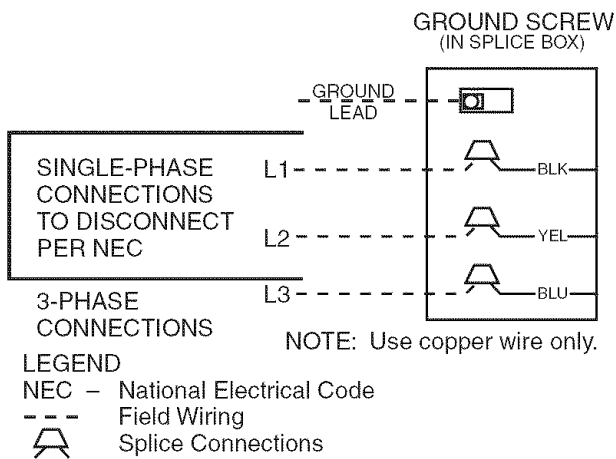 GROUND SCREW
(IN SPLICE BOX)
GROUND
LEAD
SINGLE-PHASE
CONNECTIONS
TO DISCONNECT
PER NEC
L1
BLK
L2
YEL
L3
BLU
3-PHASE
CONNECTIONS
NOTE: Use copper wire only.
LEGEND
NEC – National Electrical Code
Field Wiring
Splice Connections